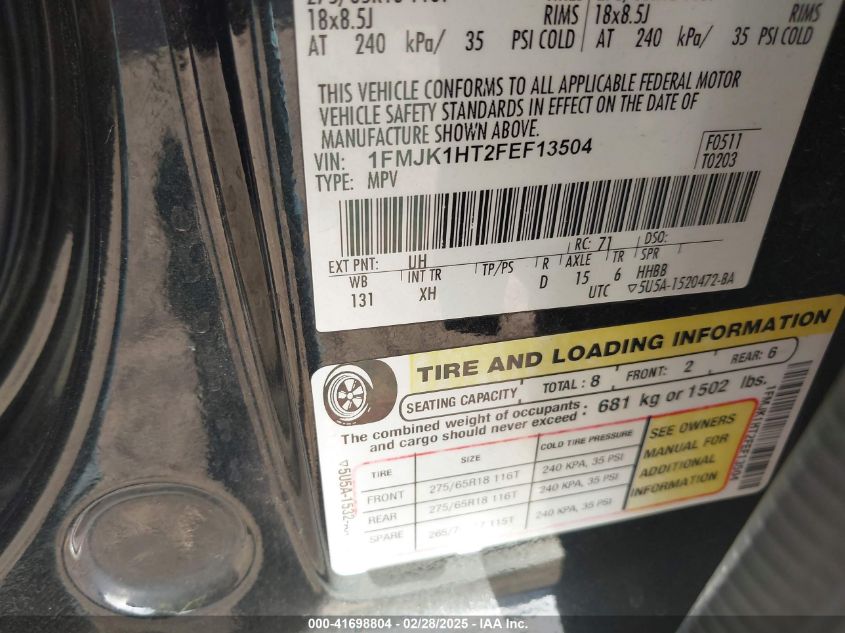 18x8.5J RIMS 18x8.5J RIMS
AT 240 kPa/ 35 PSI COLD AT 240 kPa/ 35 PSI COLD
THIS VEHICLE CONFORMS TO ALL APPLICABLE FEDERAL MOTOR
VEHICLE SAFETY STANDARDS IN EFFECT ON THE DATE OF
MANUFACTURE SHOWN ABOVE.
VIN: 1FMJK1HT2FEF13504
F0511
TYPE: MPV
T0203
RC: 71 DSO:
EXT PNT: UH
WB INT TR TP/PS R AXLE TR SPR
131 XH D 15 6 HHBB
UTC ▽5U5A-1520472-BA
TIRE AND LOADING INFORMATION
SEATING CAPACITY TOTAL : 8 FRONT: 2 REAR: 6
The combined weight of occupants and cargo should never exceed : 681 kg or 1502 lbs.
TIRE SIZE COLD TIRE PRESSURE
FRONT 275/65R18 116T 240 KPA, 35 PSI
REAR 275/65R18 116T 240 KPA, 35 PSI
SPARE 115T 240 KPA, 35 PSI
SEE OWNERS
MANUAL FOR
ADDITIONAL
INFORMATION
1FMJK1HT2FEF13504
000-41698804 - 02/28/2025 - IAA Inc.